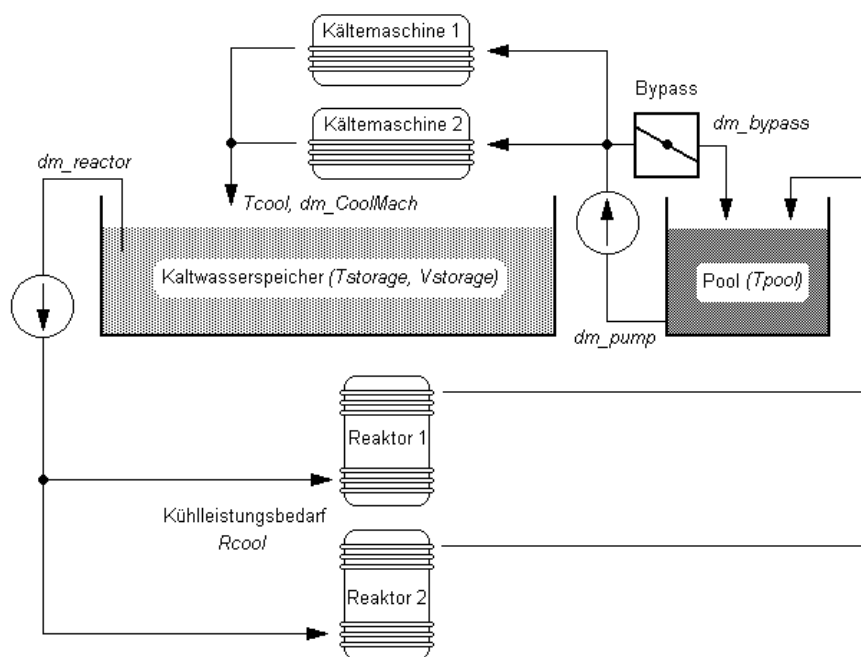 Kältemaschine 1
Bypass
Kältemaschine 2
dm_bypass
dm_reactor
Tcool, dm_CoolMach
Kaltwasserspeicher (Tstorage, Vstorage)
Pool (Tpool)
dm_pump
Reaktor 1
Kühlleistungsbedarf
Rcool
Reaktor 2